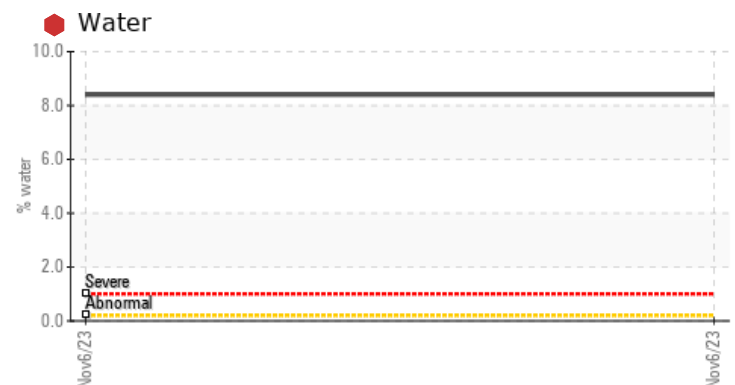 Water
10.0
8.0
6.0
4.0
2.0
0.0
% water
Severe
Abnormal
Nov6/23
Nov6/23